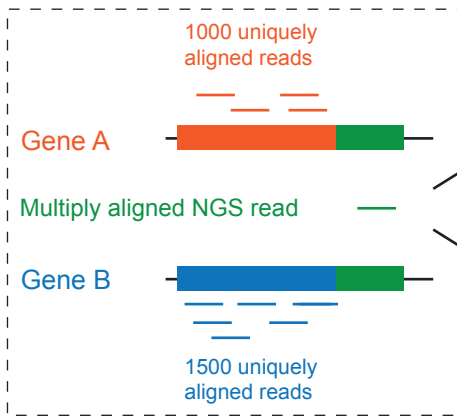 1000 uniquely
aligned reads
Gene A
Multiply aligned NGS read
Gene B
1500 uniquely
aligned reads